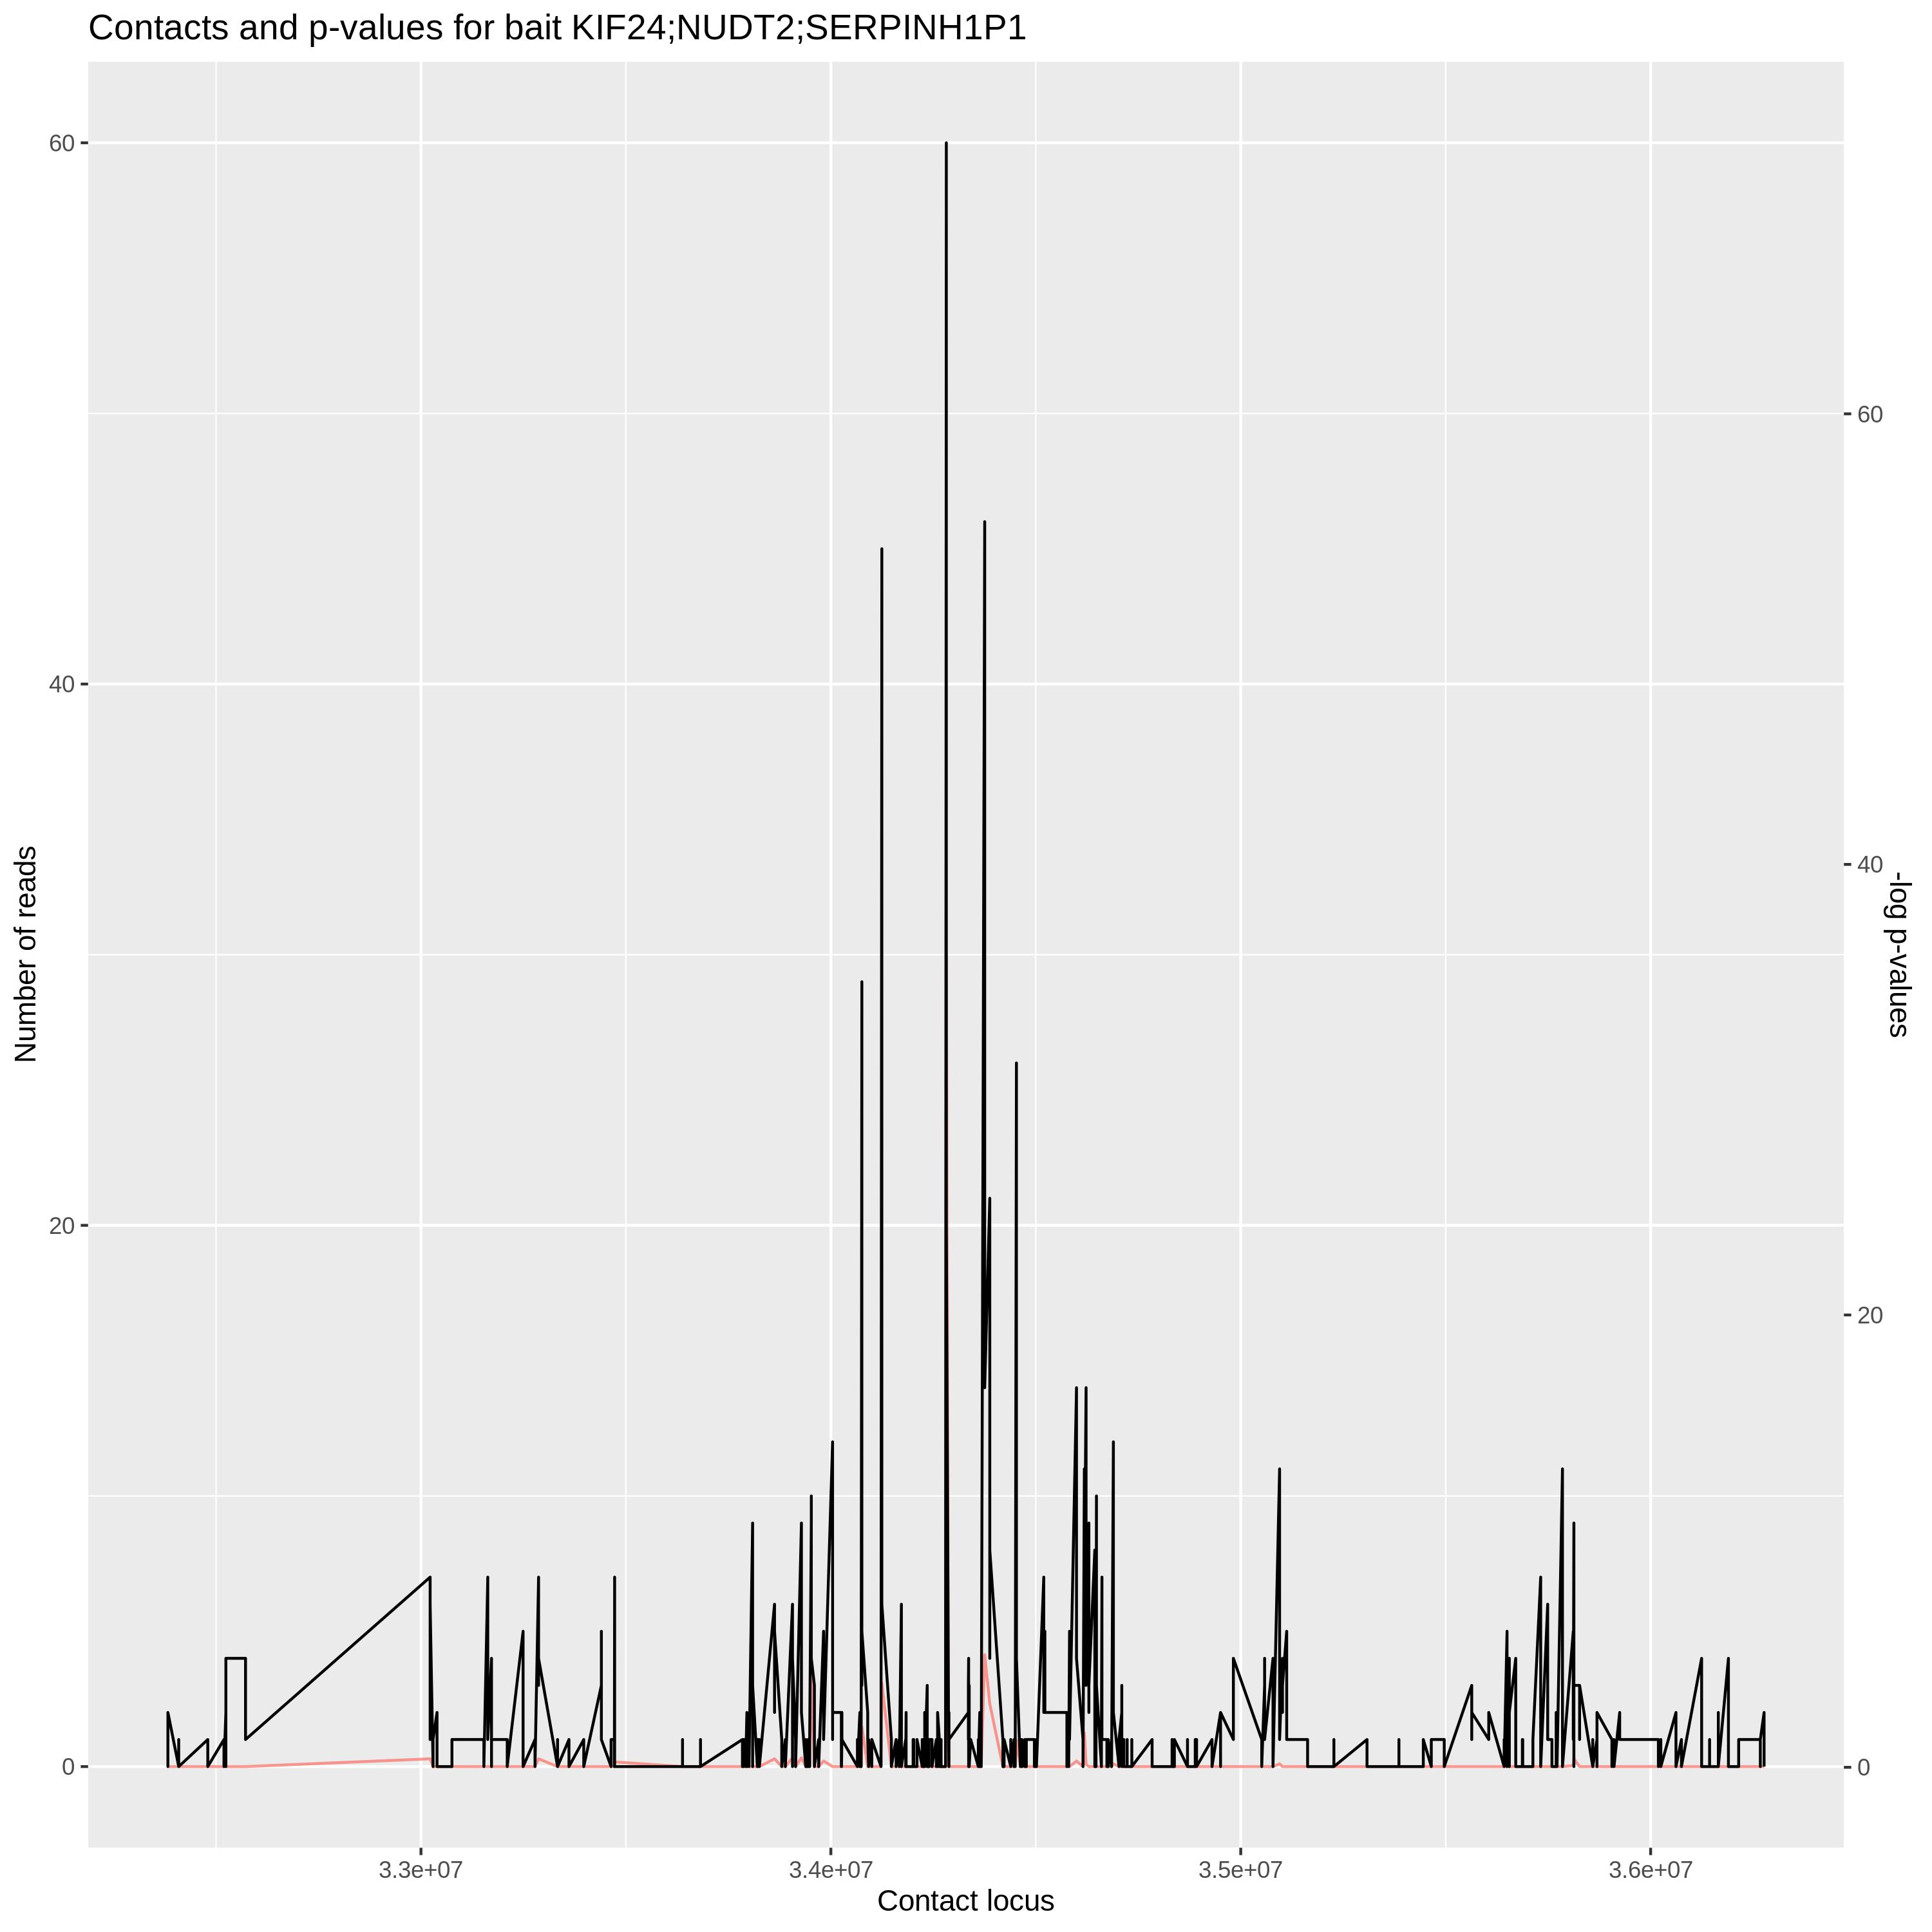 Contacts and p-values for bait KIF24;NUDT2;SERPINH1P1
60
40
20
0
Number of reads
60
40
20
0
-log p-values
3.3e+07
3.4e+07
3.5e+07
3.6e+07
Contact locus